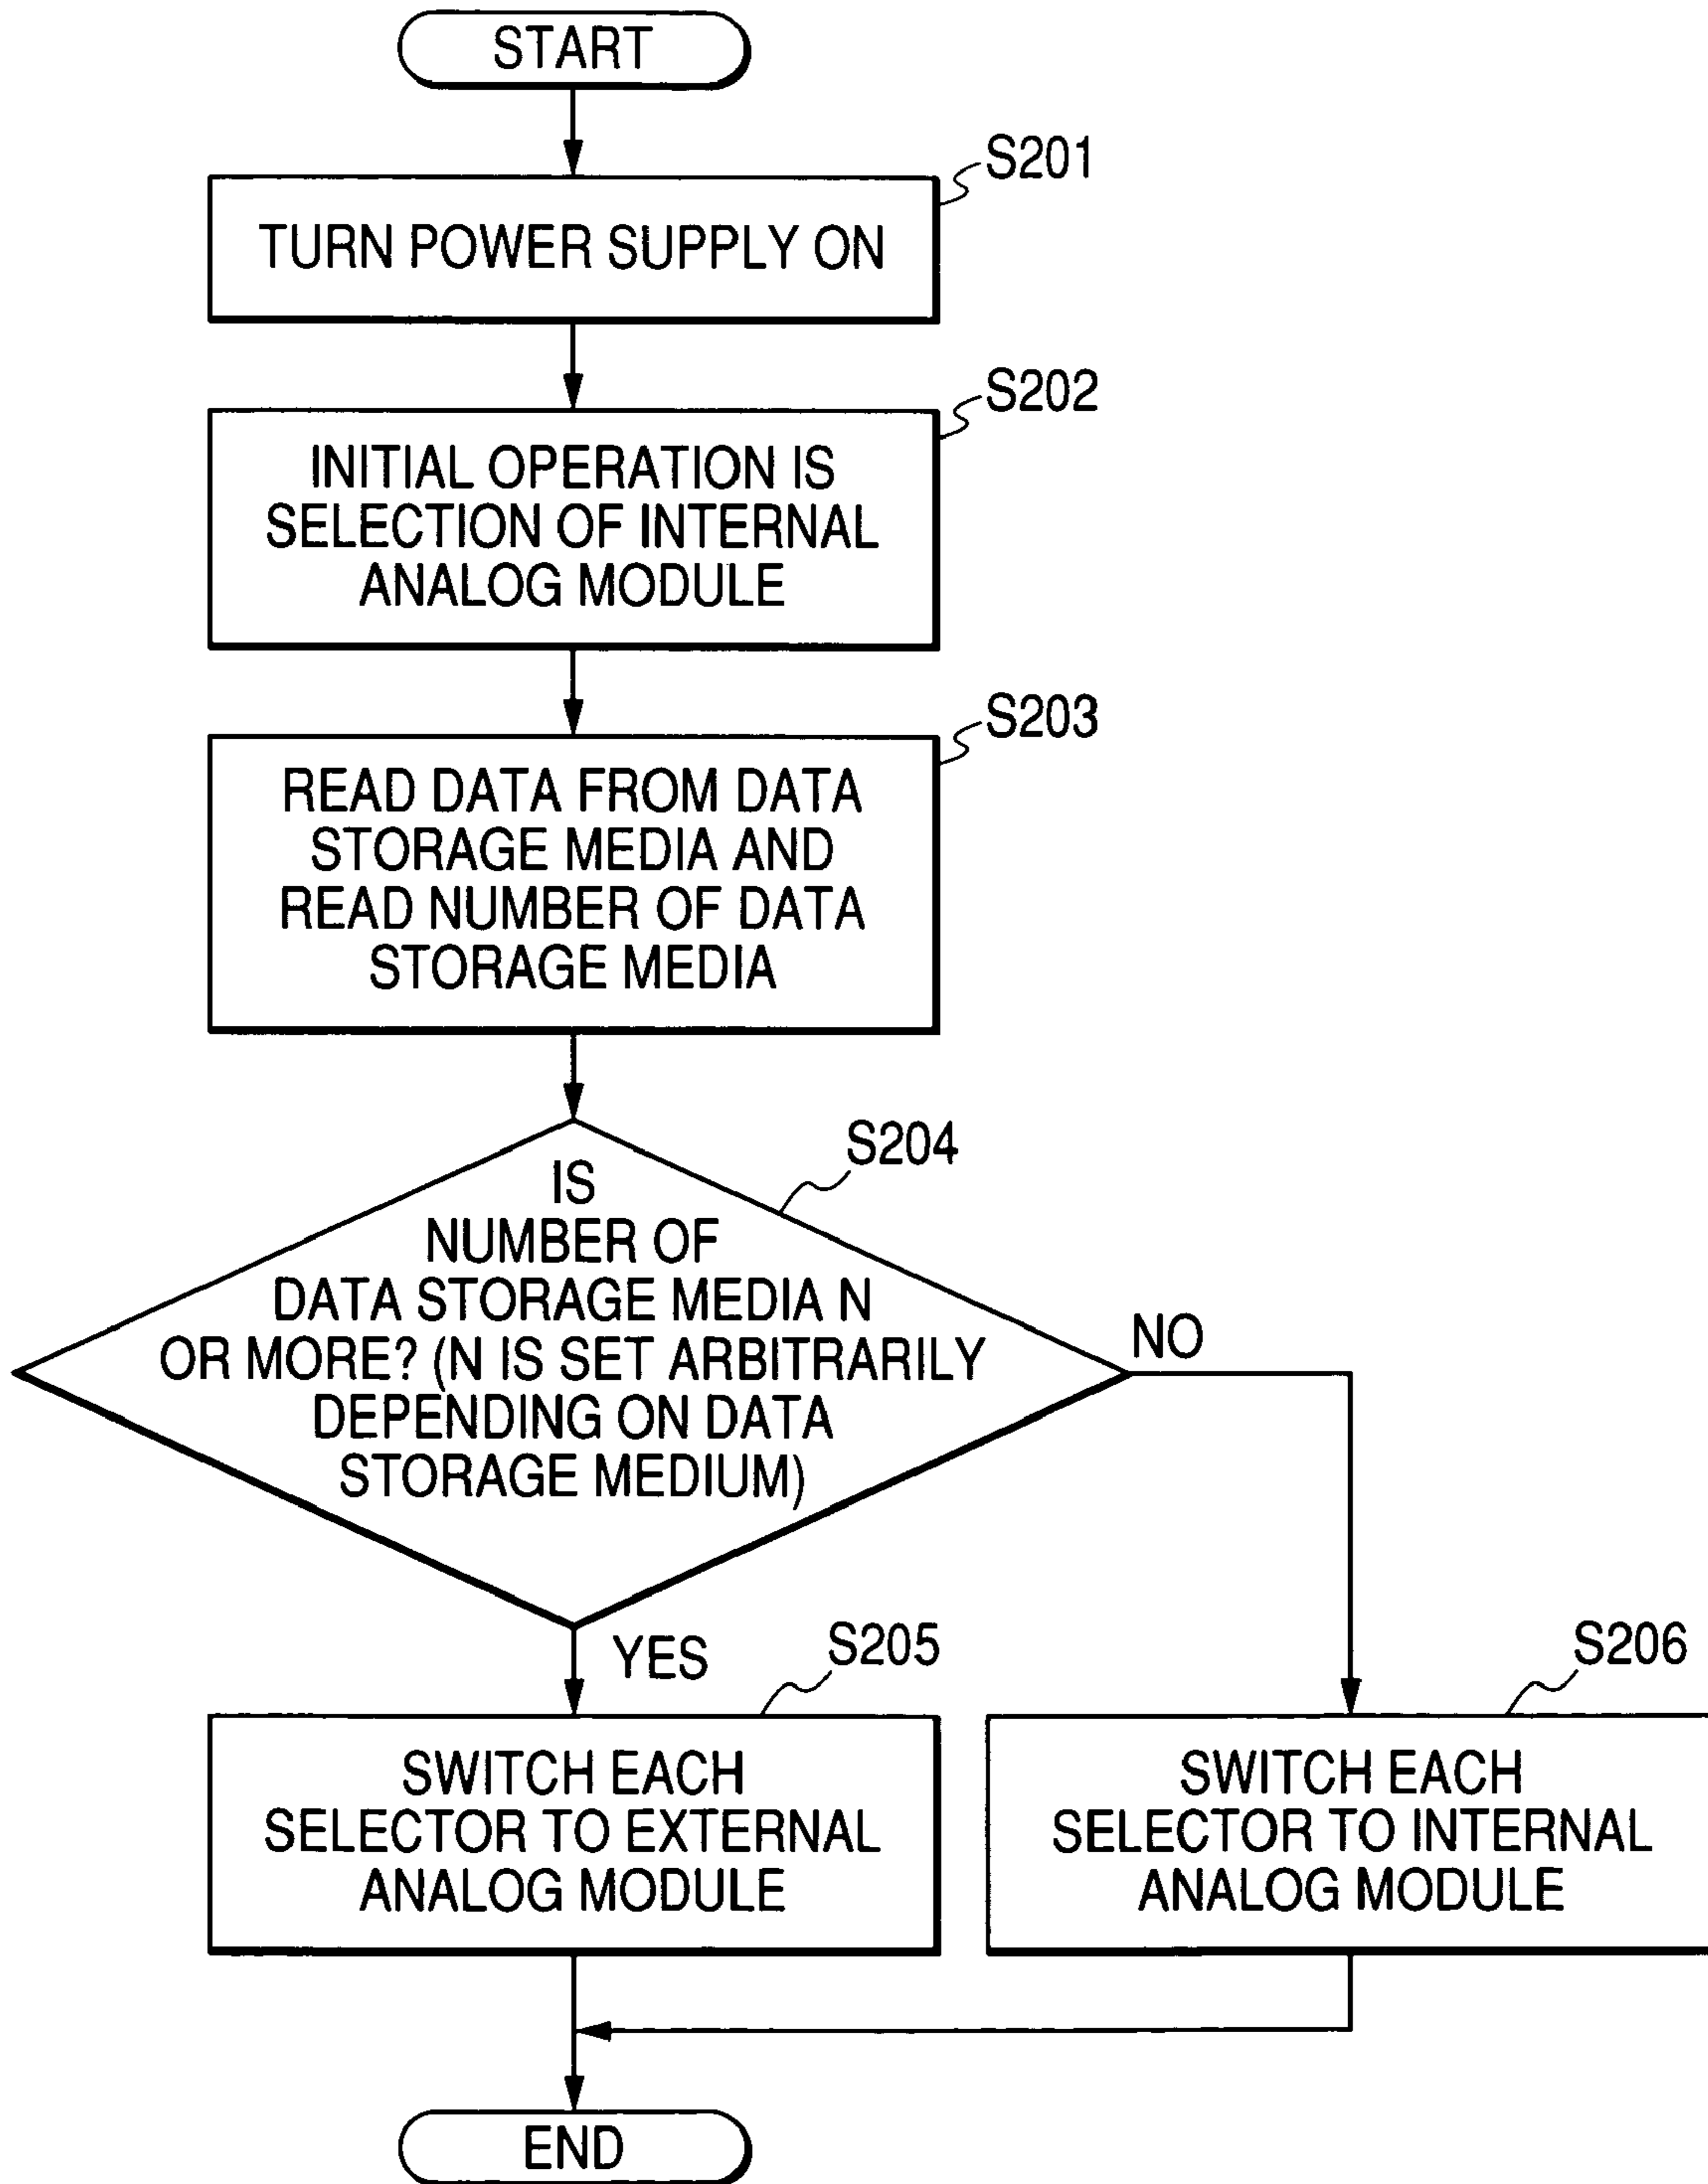 START
S201
TURN POWER SUPPLY ON
S202
INITIAL OPERATION IS
SELECTION OF INTERNAL
ANALOG MODULE
S203
READ DATA FROM DATA
STORAGE MEDIA AND
READ NUMBER OF DATA
STORAGE MEDIA
S204
IS
NUMBER OF
DATA STORAGE MEDIA N
OR MORE? (N IS SET ARBITRARILY
DEPENDING ON DATA
STORAGE MEDIUM)
NO
YES
S205
SWITCH EACH
SELECTOR TO EXTERNAL
ANALOG MODULE
S206
SWITCH EACH
SELECTOR TO INTERNAL
ANALOG MODULE
END